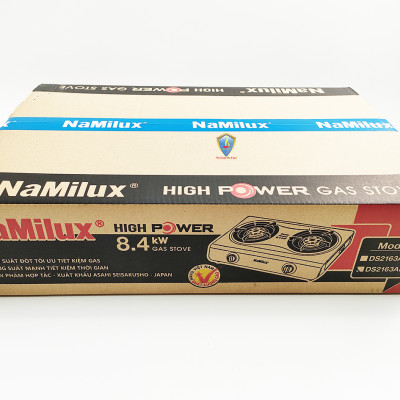 HIGH POWER GAS STOVE NaMilux
NaMilux® NaMilux® NaMilux
NaMilux® HIGH POWER GAS STOVE
NaMilux®
HIGH POWER
8.4 kW
GAS STOVE
SUẤT ĐỐT TỐI ƯU TIẾT KIỆM GAS
SUẤT MẠNH TIẾT KIỆM THỜI GIAN
PHẨM HỢP TÁC - XUẤT KHẨU ASAHI SEISAKUSHO - JAPAN
NaMilux
DS2163A
DS2163A